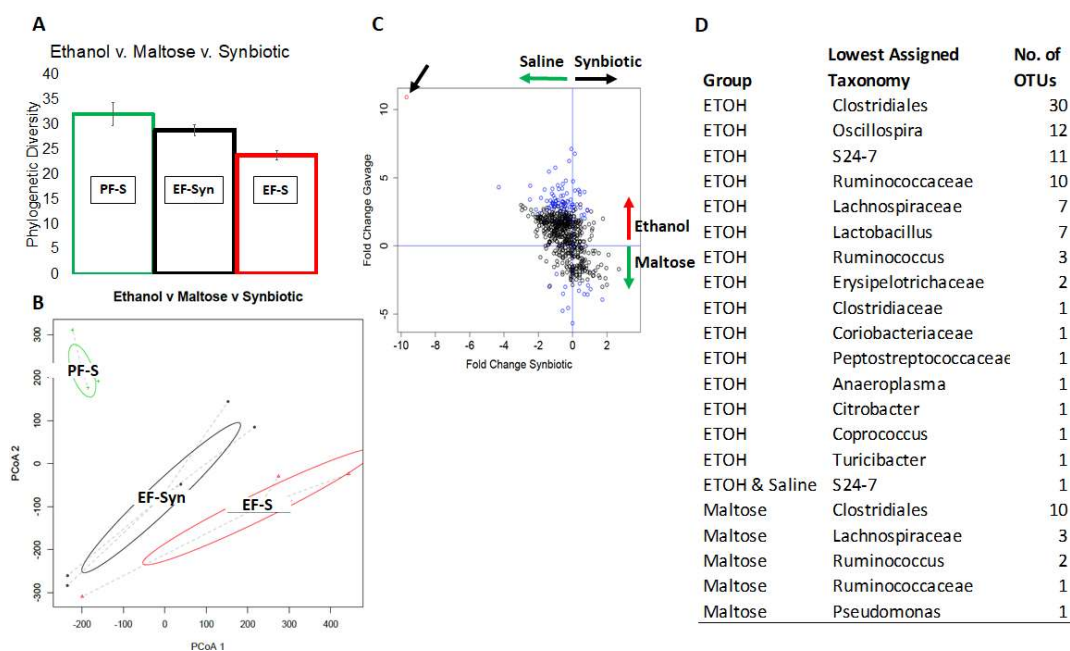 A
Ethanol v. Maltose v. Synbiotic
Phylogenetic Diversity
40
35
30
25
20
15
10
5
0
PF-S
EF-Syn
EF-S
B
Ethanol v Maltose v Synbiotic
PCoA 2
300
200
100
0
-100
-200
-300
PF-S
EF-Syn
EF-S
-200 -100 0 100 200 300 400
PCoA 1
C
Saline Synbiotic
Fold Change Gavage
10
5
0
-5
Ethanol
Maltose
-10 -8 -6 -4 -2 0 2
Fold Change Synbiotic
D
Group Lowest Assigned Taxonomy No. of OTUs
ETOH Clostridiales 30
ETOH Oscillospira 12
ETOH S24-7 11
ETOH Ruminococcaceae 10
ETOH Lachnospiraceae 7
ETOH Lactobacillus 7
ETOH Ruminococcus 3
ETOH Erysipelotrichaceae 2
ETOH Clostridiaceae 1
ETOH Coriobacteriaceae 1
ETOH Peptostreptococcaceae 1
ETOH Anaeroplasma 1
ETOH Citrobacter 1
ETOH Coprococcus 1
ETOH Turicibacter 1
ETOH & Saline S24-7 1
Maltose Clostridiales 10
Maltose Lachnospiraceae 3
Maltose Ruminococcus 2
Maltose Ruminococcaceae 1
Maltose Pseudomonas 1